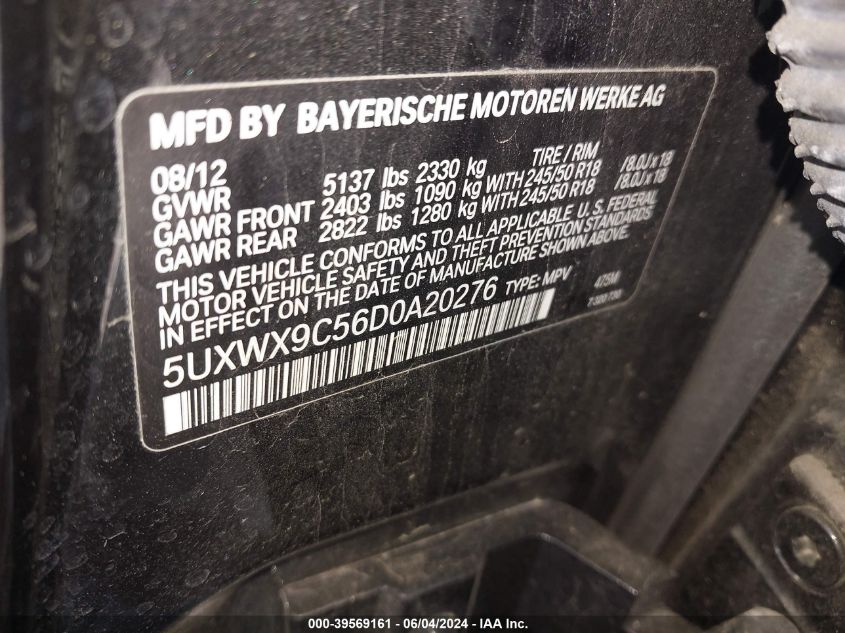 MFD BY BAYERISCHE MOTOREN WERKE AG
08/12 TIRE / RIM
GVWR 5137 lbs 2330 kg
GAWR FRONT 2403 lbs 1090 kg WITH 245/50 R18 /8.0J x 18
GAWR REAR 2822 lbs 1280 kg WITH 245/50 R18 /8.0J x 18
THIS VEHICLE CONFORMS TO ALL APPLICABLE U.S. FEDERAL
MOTOR VEHICLE SAFETY AND THEFT PREVENTION STANDARDS
IN EFFECT ON THE DATE OF MANUFACTURE SHOWN ABOVE.
5UXWX9C56D0A20276 TYPE: MPV 475M
000-39569161 - 06/04/2024 - IAA Inc.